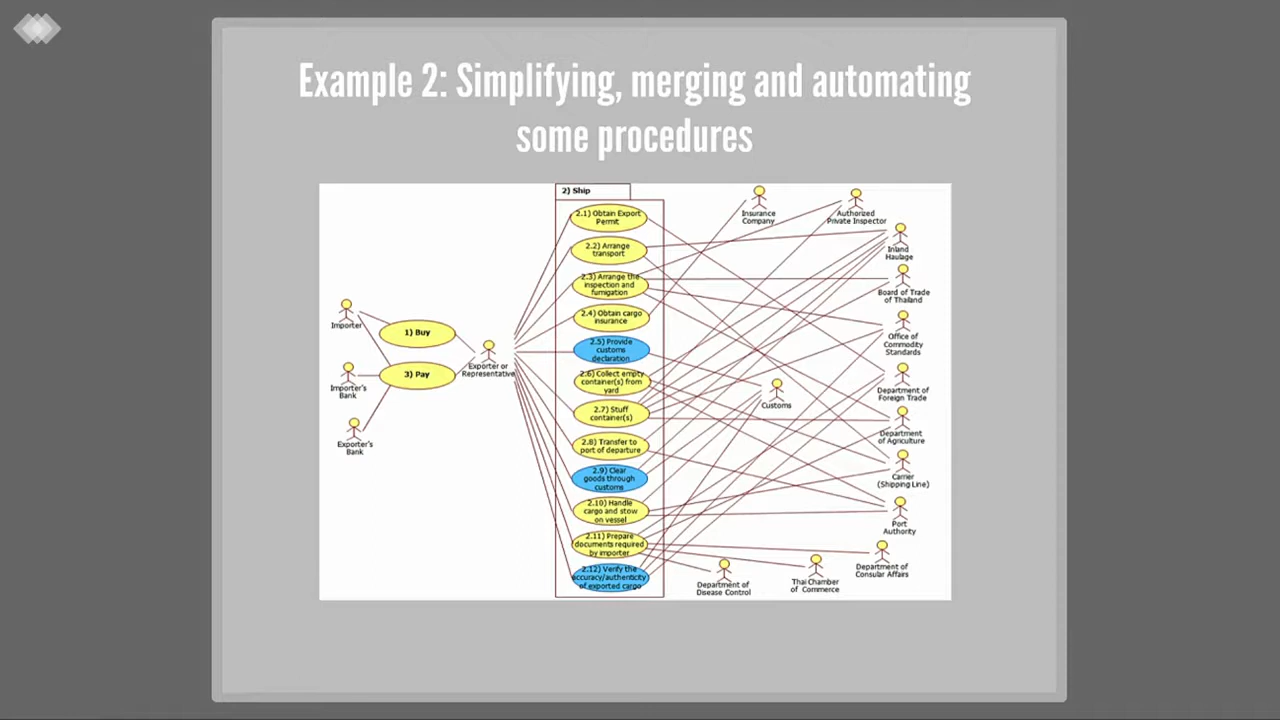 Example 2: Simplifying, merging and automating
some procedures
2) Ship
2.1) Obtain Export
Permit
2.2) Arrange
transport
2.3) Arrange the
inspection and
fumigation
2.4) Obtain cargo
insurance
2.5) Provide
customs
declaration
2.6) Collect empty
container(s) from
yard
2.7) Stuff
container(s)
2.8) Transfer to
port of departure
2.9) Clear
goods through
customs
2.10) Handle
cargo and stow
on vessel
2.11) Prepare
documents required
by importer
2.12) Verify the
accuracy/authenticity
of exported cargo
Importer
1) Buy
3) Pay
Importer's
Bank
Exporter's
Bank
Exporter or
Representative
Insurance
Company
Authorized
Private Inspector
Inland
Haulage
Board of Trade
of Thailand
Office of
Commodity
Standards
Department of
Foreign Trade
Customs
Department
of Agriculture
Carrier
(Shipping Line)
Port
Authority
Department of
Consular Affairs
Thai Chamber
of Commerce
Department of
Disease Control